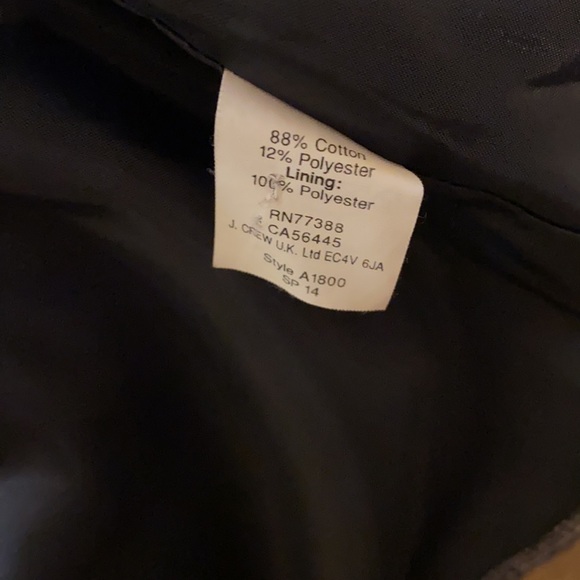 88% Cotton
12% Polyester
Lining:
100% Polyester
RN77388
CA56445
J. CREW U.K. Ltd EC4V 6JA
Style A1800
SP 14